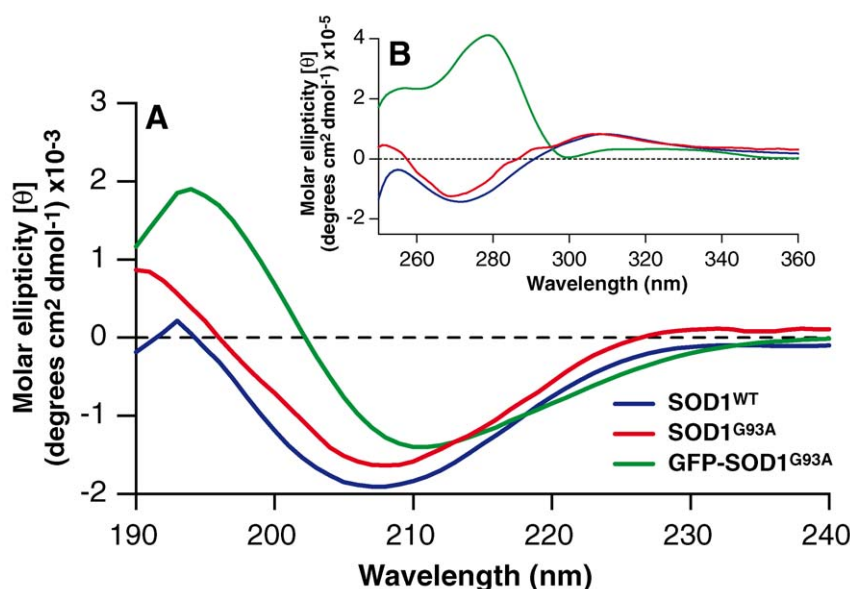 B
Molar ellipticity [θ]
(degrees cm² dmol⁻¹) x10⁻⁵
4
2
0
-2
260
280
300
320
340
360
Wavelength (nm)
A
Molar ellipticity [θ]
(degrees cm² dmol⁻¹) x10⁻³
3
2
1
0
-1
-2
SOD1ᵂᵀ
SOD1ᴳ⁹³ᴬ
GFP-SOD1ᴳ⁹³ᴬ
190
200
210
220
230
240
Wavelength (nm)